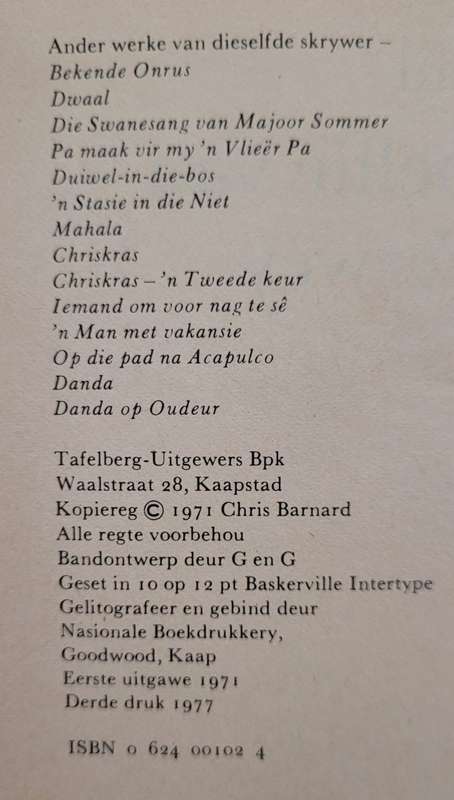 Ander werke van dieselfde skrywer –
Bekende Onrus
Dwaal
Die Swanesang van Majoor Sommer
Pa maak vir my 'n Vlieër Pa
Duiwel-in-die-bos
'n Stasie in die Niet
Mahala
Chriskras
Chriskras – 'n Tweede keur
Iemand om voor nag te sê
'n Man met vakansie
Op die pad na Acapulco
Danda
Danda op Oudeur
Tafelberg-Uitgewers Bpk
Waalstraat 28, Kaapstad
Kopiereg © 1971 Chris Barnard
Alle regte voorbehou
Bandontwerp deur G en G
Geset in 10 op 12 pt Baskerville Intertype
Gelitografeer en gebind deur
Nasionale Boekdrukkery,
Goodwood, Kaap
Eerste uitgawe 1971
Derde druk 1977
ISBN 0 624 00102 4